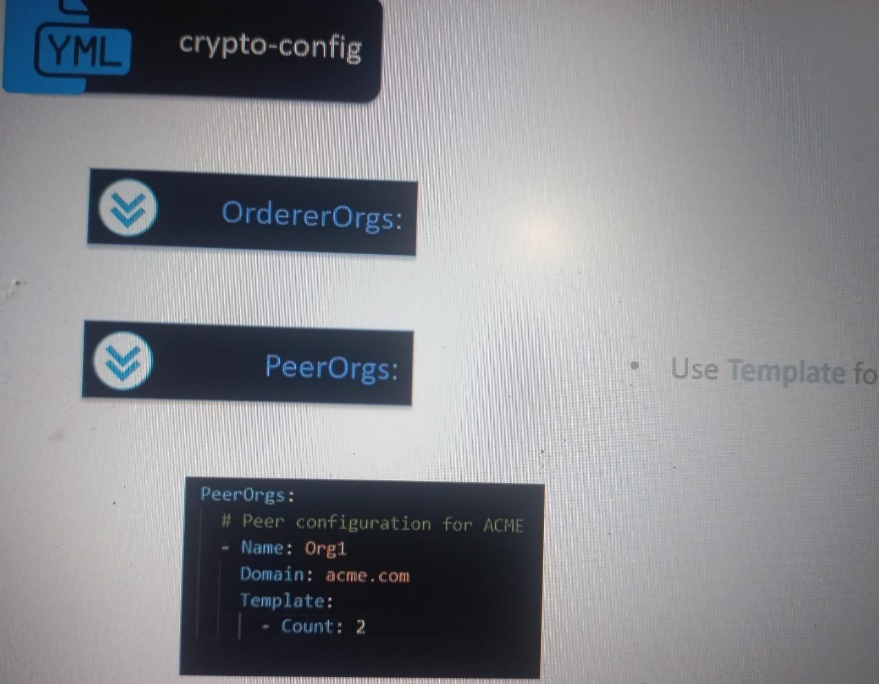 YML crypto-config
OrdererOrgs:
PeerOrgs:
• Use Template fo
PeerOrgs:
# Peer configuration for ACME
- Name: Org1
Domain: acme.com
Template:
- Count: 2